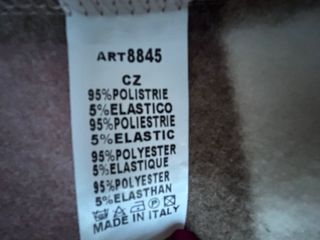 ART8845
CZ
95%POLISTRIE
5%ELASTICO
95%POLIESTRIE
5%ELASTIC
95%POLYESTER
5%ELASTIQUE
95%POLYESTER
5%ELASTHAN
MADE IN ITALY